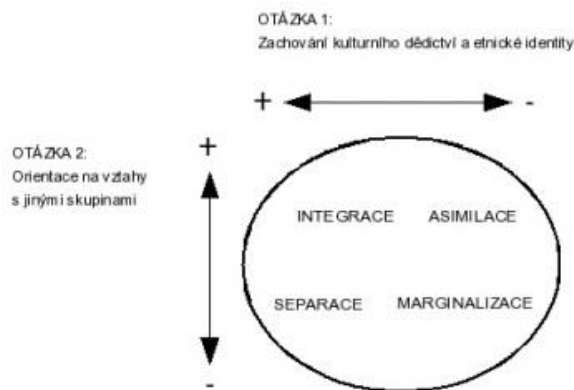 OTÁZKA 1:
Zachování kulturního dědictví a etnické identity
+ -
OTÁZKA 2:
Orientace na vztahy
s jinými skupinami
+
INTEGRACE ASIMILACE
SEPARACE MARGINALIZACE
-